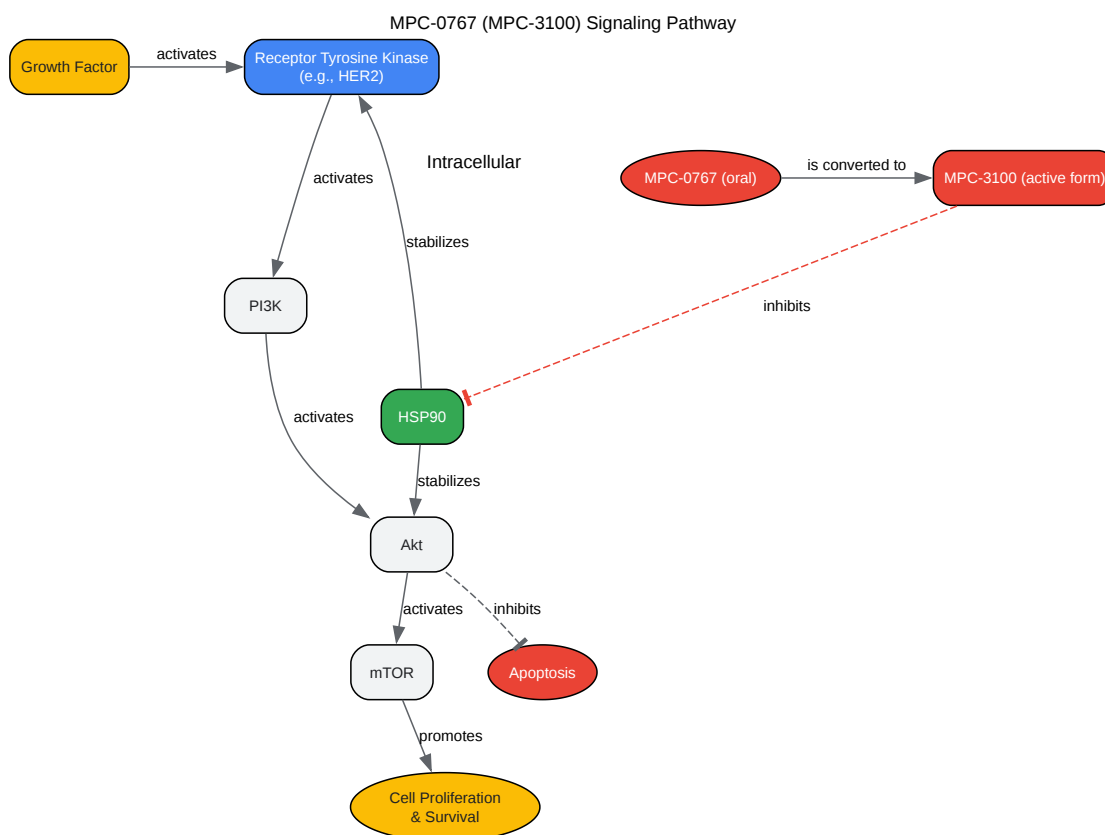 MPC-0767 (MPC-3100) Signaling Pathway
Growth Factor
activates
Receptor Tyrosine Kinase
(e.g., HER2)
Intracellular
activates
MPC-0767 (oral)
is converted to
MPC-3100 (active form)
stabilizes
PI3K
inhibits
activates
HSP90
stabilizes
Akt
activates
inhibits
mTOR
Apoptosis
promotes
Cell Proliferation
& Survival